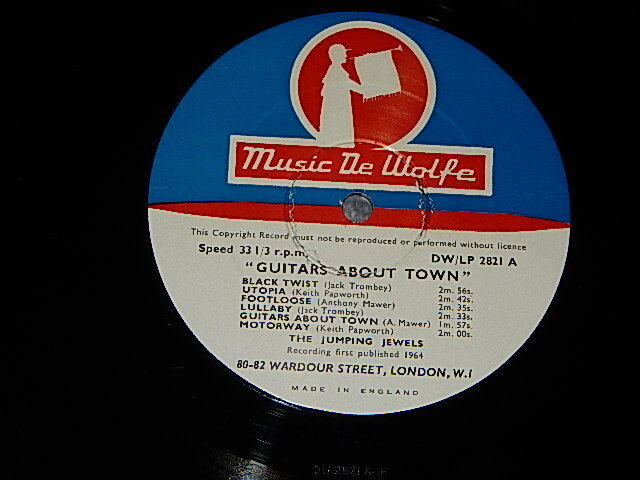 Music De Wolfe
This Copyright Record must not be reproduced or performed without licence
Speed 33 1/3 r.p.m. DW/LP 2821 A
"GUITARS ABOUT TOWN"
BLACK TWIST (Jack Trombey) 2m. 56s.
UTOPIA (Keith Papworth) 2m. 42s.
FOOTLOOSE (Anthony Mawer) 2m. 35s.
LULLABY (Jack Trombey) 2m. 33s.
GUITARS ABOUT TOWN (A. Mawer) 1m. 57s.
MOTORWAY (Keith Papworth) 2m. 00s.
THE JUMPING JEWELS
Recording first published 1964
80-82 WARDOUR STREET, LONDON, W.1
MADE IN ENGLAND
DW 2821